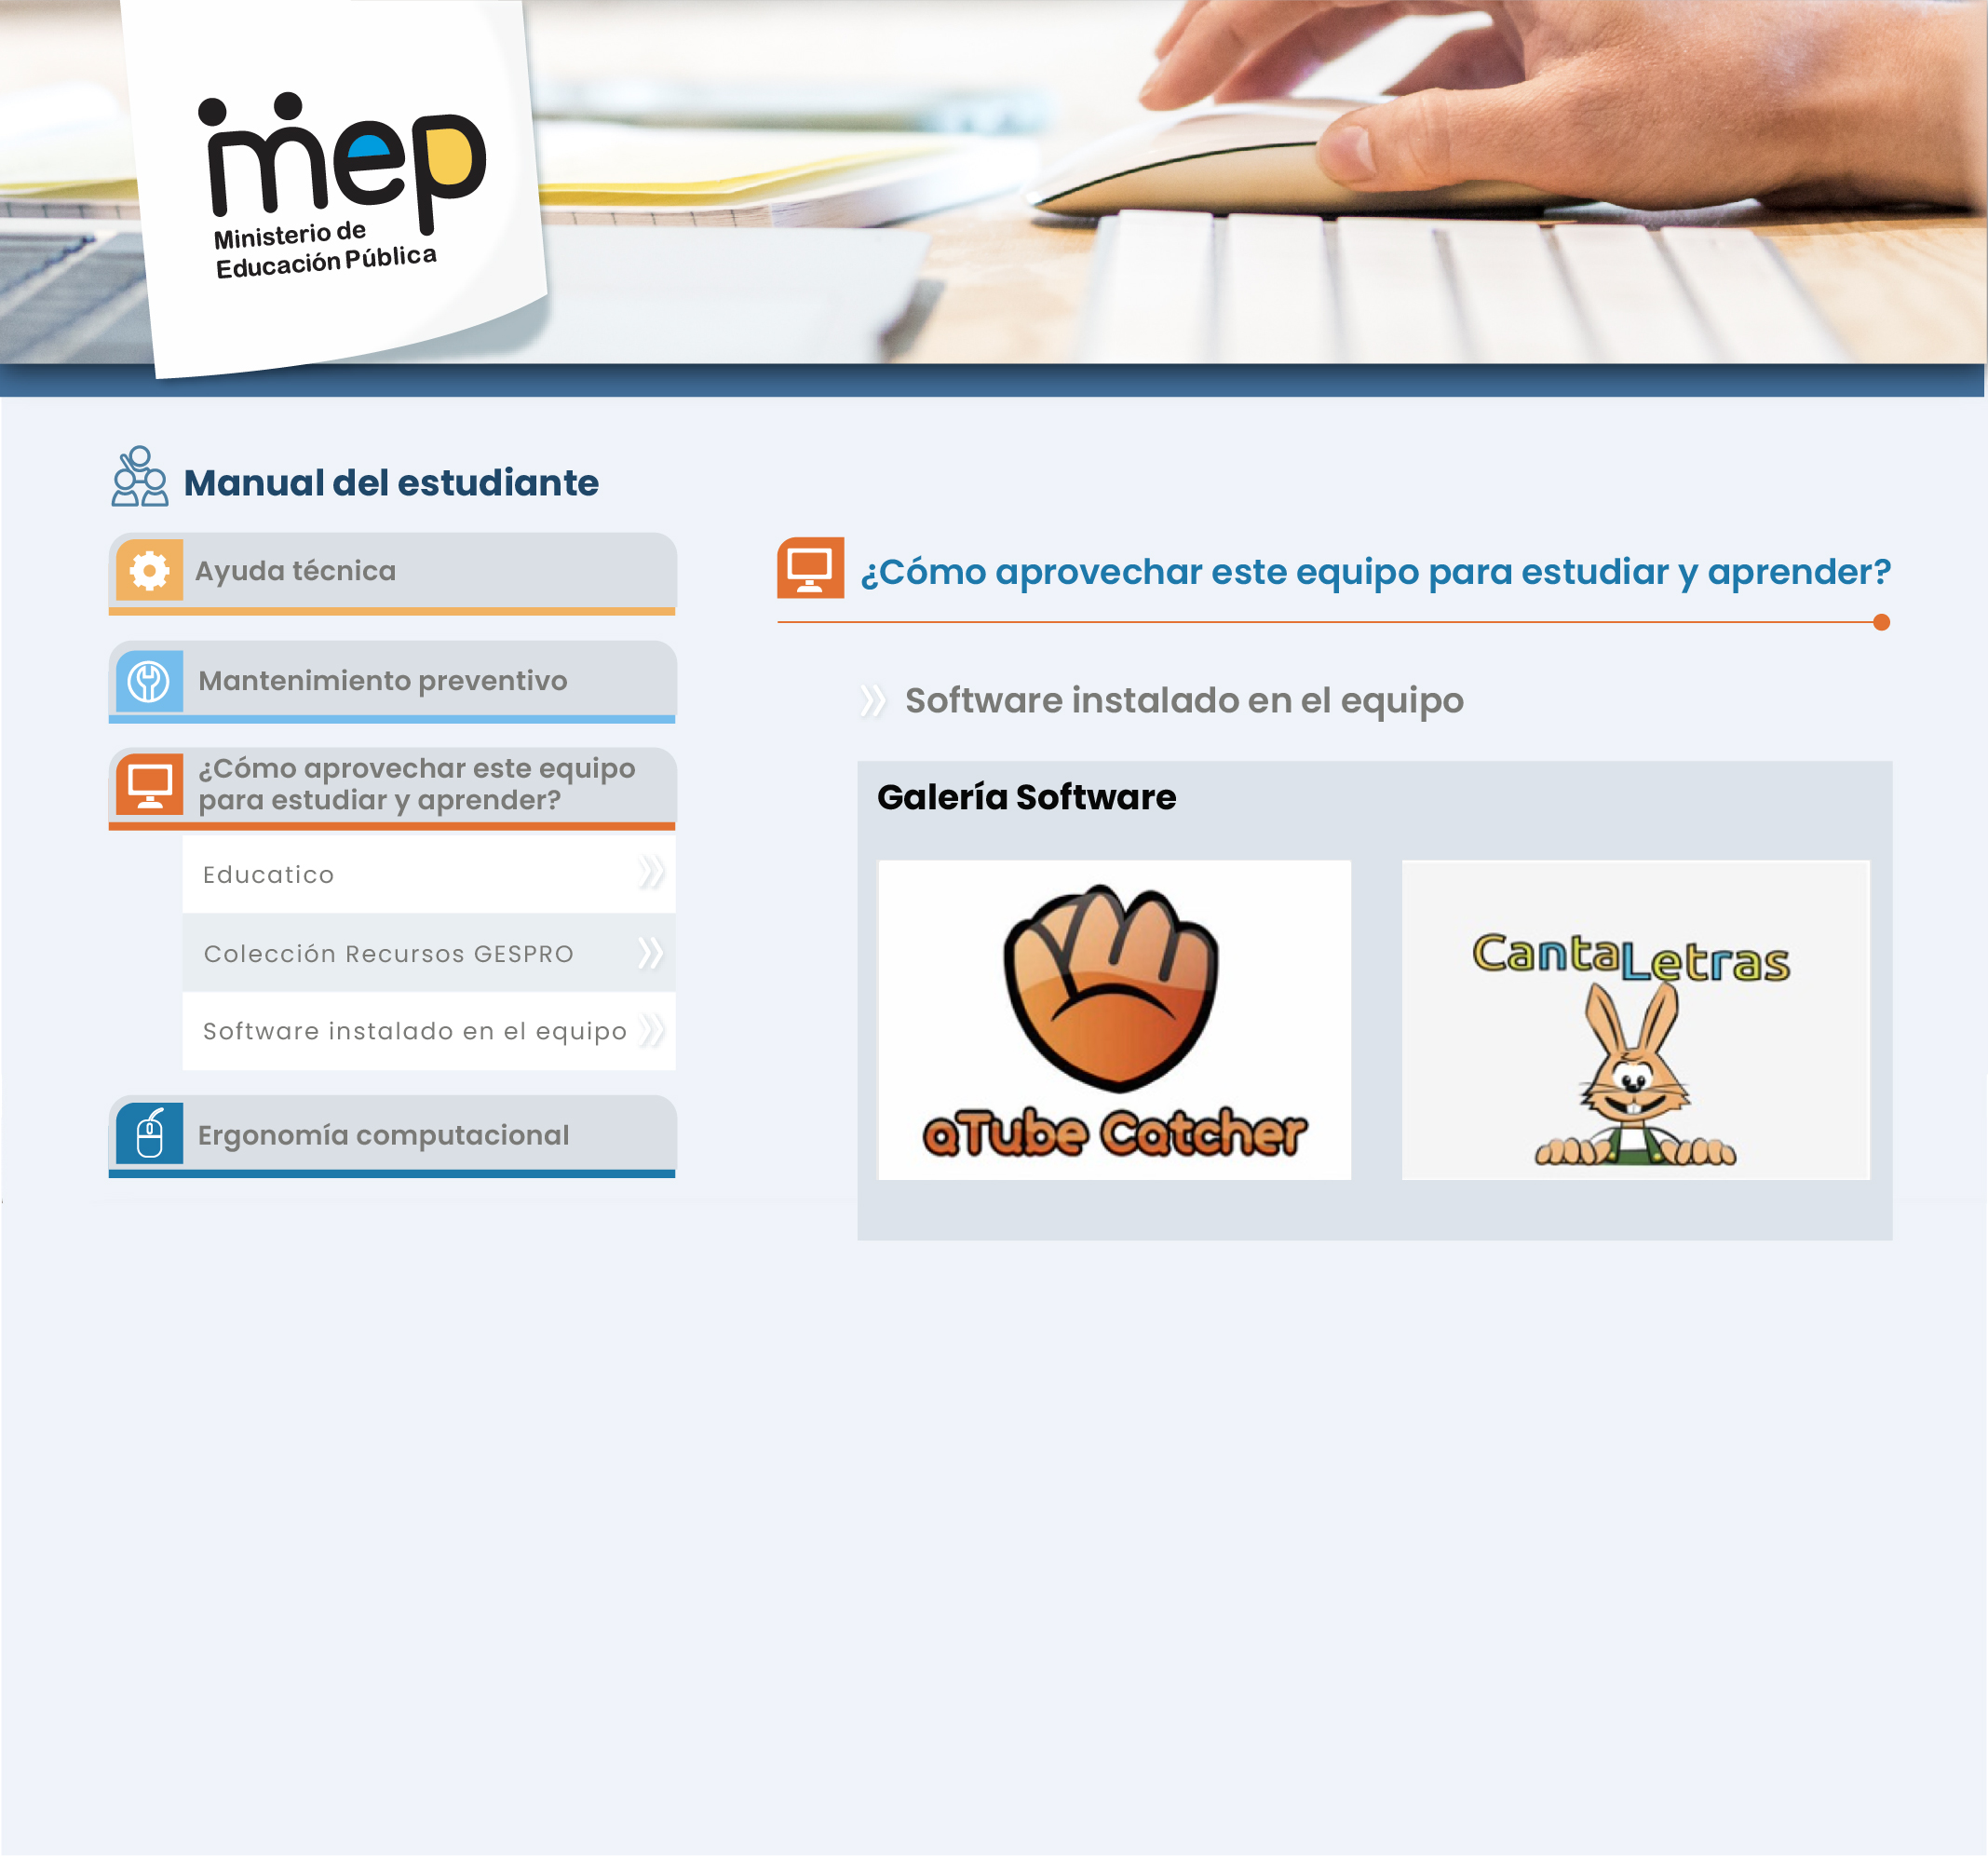 mep
Ministerio de
Educación Pública
Manual del estudiante
Ayuda técnica
Mantenimiento preventivo
¿Cómo aprovechar este equipo
para estudiar y aprender?
Educatico
Colección Recursos GESPRO
Software instalado en el equipo
Ergonomía computacional
¿Cómo aprovechar este equipo para estudiar y aprender?
Software instalado en el equipo
Galería Software
aTube Catcher
CantaLetras